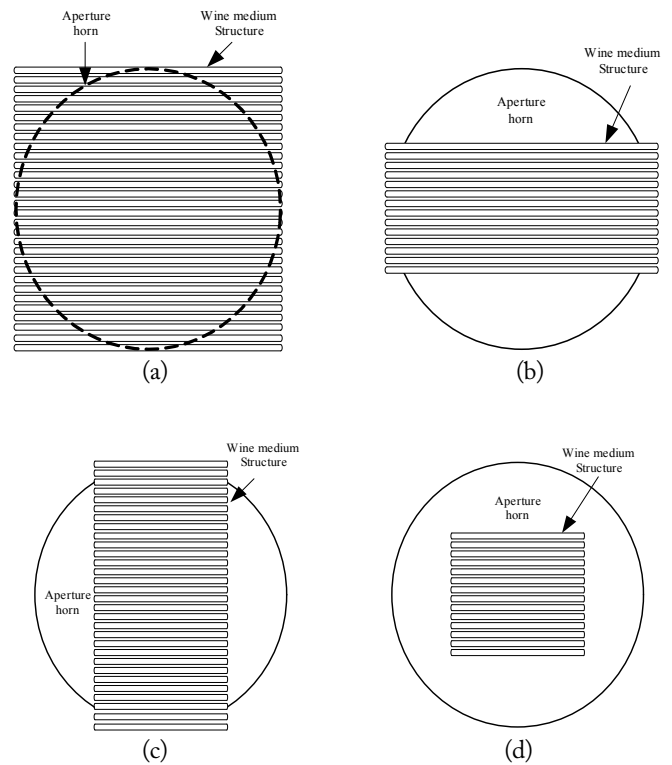 Aperture
horn
Wine medium
Structure
(a)
Wine medium
Structure
Aperture
horn
(b)
Wine medium
Structure
Aperture
horn
(c)
Wine medium
Structure
Aperture
horn
(d)